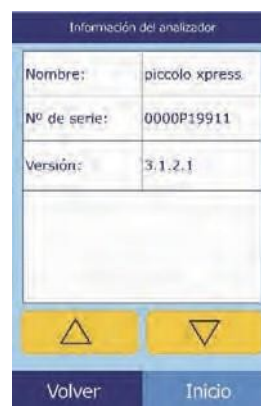 Información del analizador
Nombre: piccolo xpress
Nº de serie: 0000P19911
Versión: 3.1.2.1
Volver Inicio